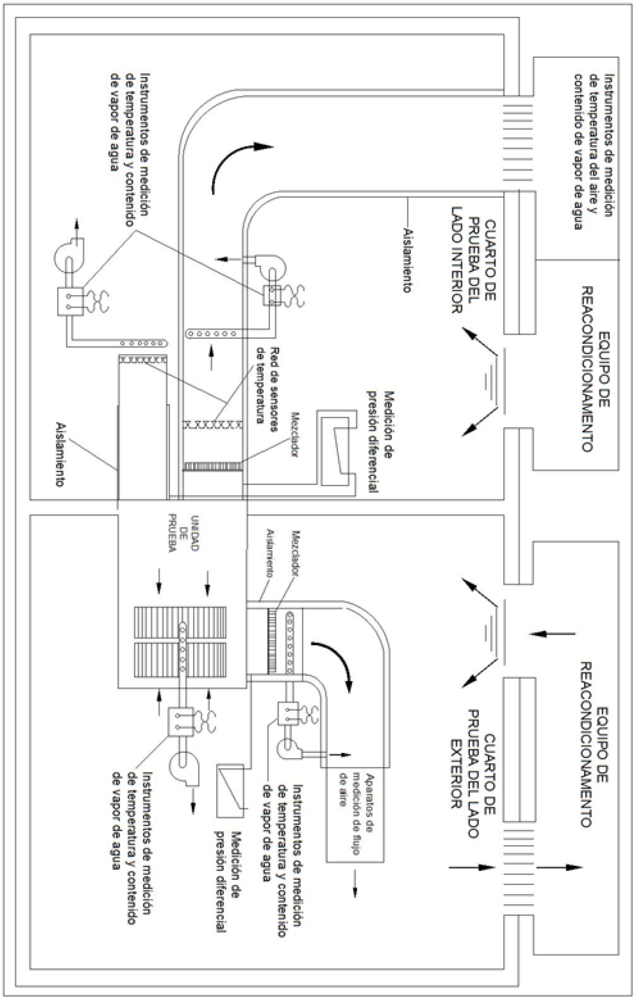 Instrumentos de medición
de temperatura del aire y
contenido de vapor de agua
EQUIPO DE
REACONDICIONAMENTO
EQUIPO DE
REACONDICIONAMENTO
CUARTO DE
PRUEBA DEL
LADO INTERIOR
CUARTO DE
PRUEBA DEL LADO
EXTERIOR
Aislamiento
Medición de
presión diferencial
Aparatos de
medición de flujo
de aire
Mezclador
Mezclador
Aislamiento
Red de sensores
de temperatura
Instrumentos de medición
de temperatura y contenido
de vapor de agua
Medición de
presión diferencial
UNIDAD
DE
PRUEBA
Instrumentos de medición
de temperatura y contenido
de vapor de agua
Instrumentos de medición
de temperatura y contenido
de vapor de agua
Aislamiento